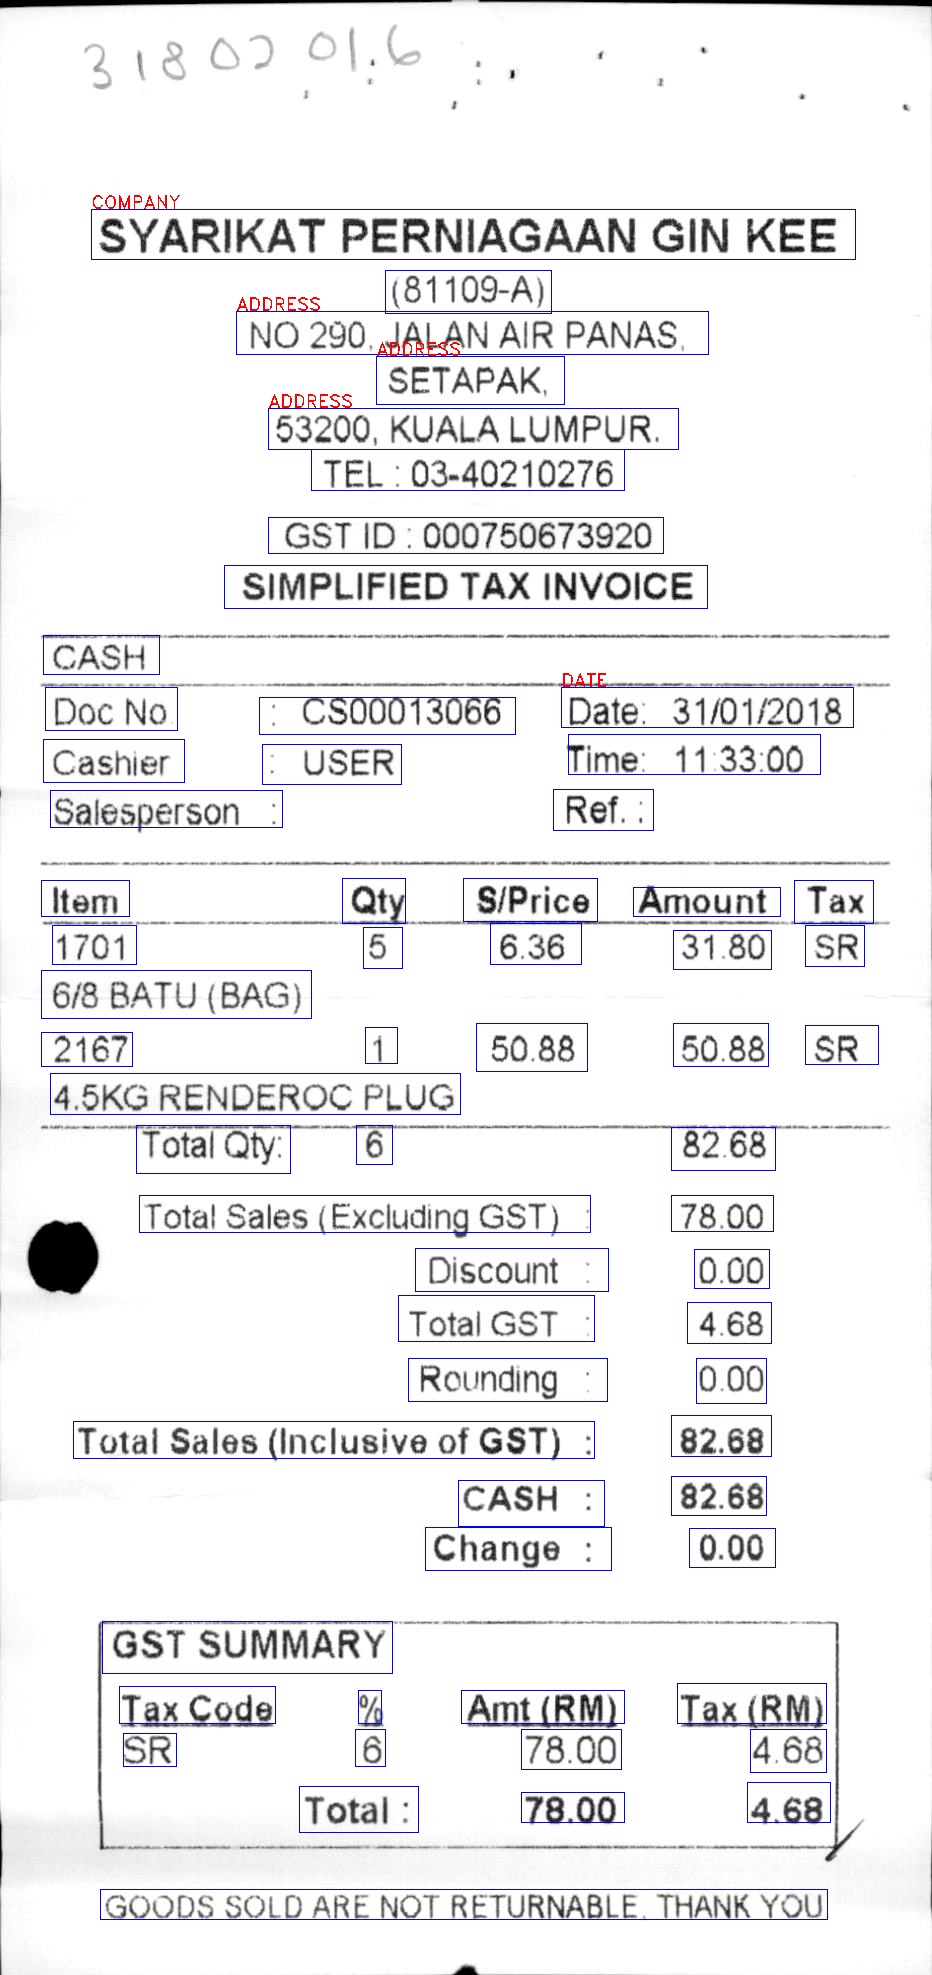 3180201.6
COMPANY
SYARIKAT PERNIAGAAN GIN KEE
(81109-A)
ADDRESS
NO 290, JALAN AIR PANAS,
ADDRESS
SETAPAK,
ADDRESS
53200, KUALA LUMPUR.
TEL : 03-40210276
GST ID : 000750673920
SIMPLIFIED TAX INVOICE
CASH
DATE
Doc No : CS00013066 Date: 31/01/2018
Cashier : USER Time: 11:33:00
Salesperson : Ref. :
Item Qty S/Price Amount Tax
1701 5 6.36 31.80 SR
6/8 BATU (BAG)
2167 1 50.88 50.88 SR
4.5KG RENDEROC PLUG
Total Qty: 6 82.68
Total Sales (Excluding GST) : 78.00
Discount : 0.00
Total GST : 4.68
Rounding : 0.00
Total Sales (Inclusive of GST) : 82.68
CASH : 82.68
Change : 0.00
GST SUMMARY
Tax Code % Amt (RM) Tax (RM)
SR 6 78.00 4.68
Total : 78.00 4.68
GOODS SOLD ARE NOT RETURNABLE, THANK YOU